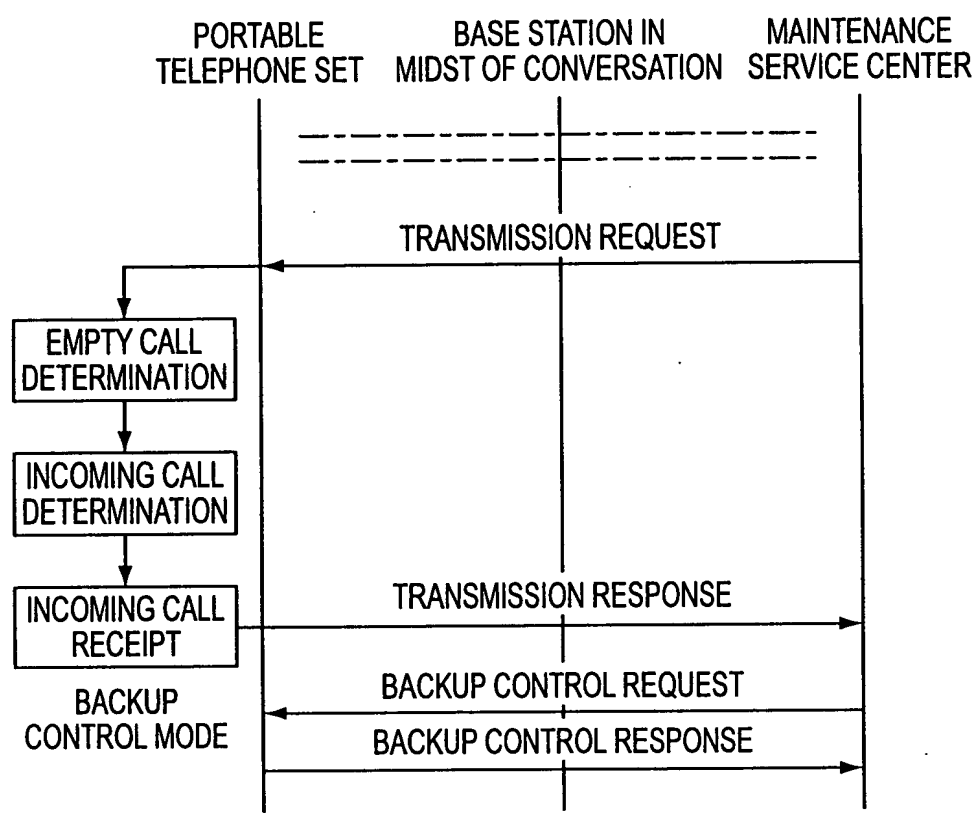 PORTABLE
TELEPHONE SET
BASE STATION IN
MIDST OF CONVERSATION
MAINTENANCE
SERVICE CENTER
TRANSMISSION REQUEST
EMPTY CALL
DETERMINATION
INCOMING CALL
DETERMINATION
INCOMING CALL
RECEIPT
TRANSMISSION RESPONSE
BACKUP
CONTROL MODE
BACKUP CONTROL REQUEST
BACKUP CONTROL RESPONSE